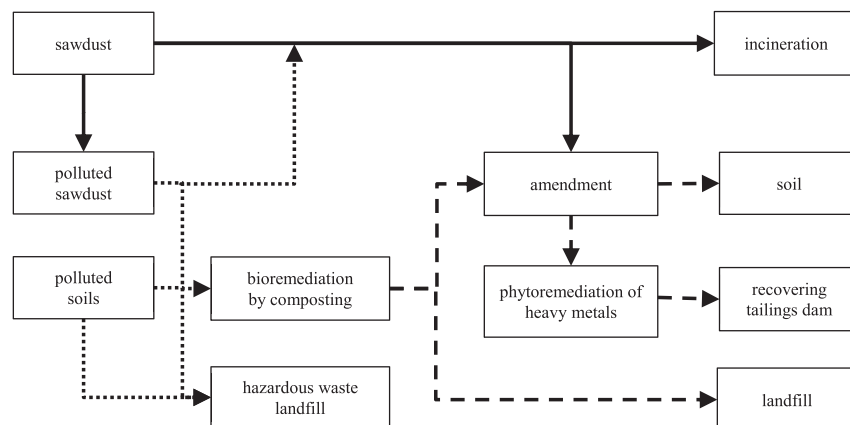 sawdust
incineration
polluted
sawdust
amendment
soil
polluted
soils
bioremediation
by composting
phytoremediation of
heavy metals
recovering
tailings dam
hazardous waste
landfill
landfill